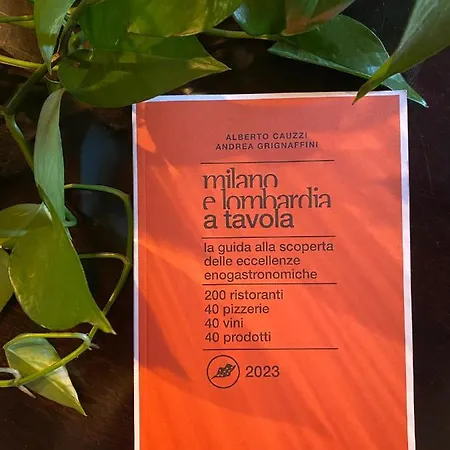 ALBERTO CAUZZI
ANDREA GRIGNAFFINI
milano
e lombardia
a tavola
la guida alla scoperta
delle eccellenze
enogastronomiche
200 ristoranti
40 pizzerie
40 vini
40 prodotti
2023